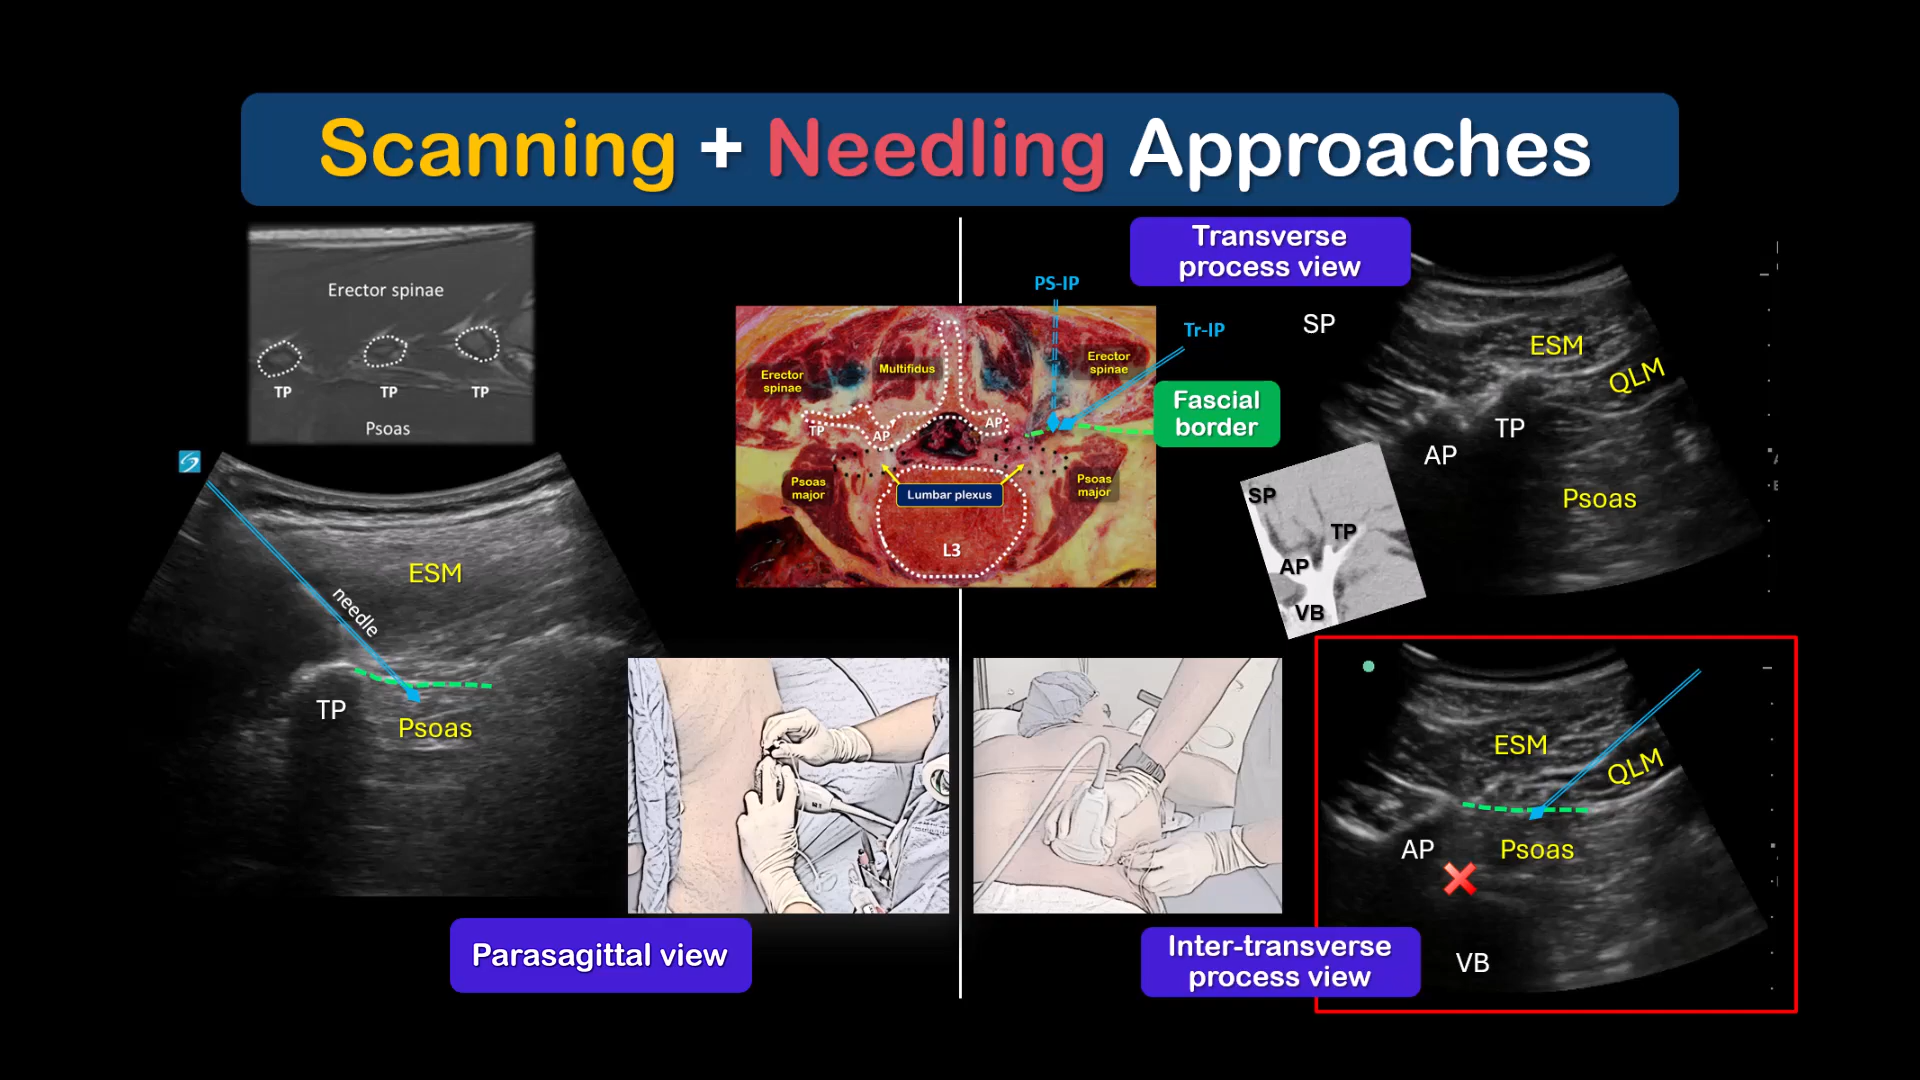 Scanning + Needling Approaches
Erector spinae
TP
TP
TP
Psoas
ESM
needle
TP
Psoas
Parasagittal view
PS-IP
Tr-IP
Erector
spinae
Multifidus
Erector
spinae
TP
AP
AP
Psoas
major
Lumbar plexus
Psoas
major
L3
Fascial
border
Transverse
process view
SP
ESM
QLM
TP
AP
Psoas
SP
TP
AP
VB
ESM
QLM
AP
Psoas
VB
Inter-transverse
process view